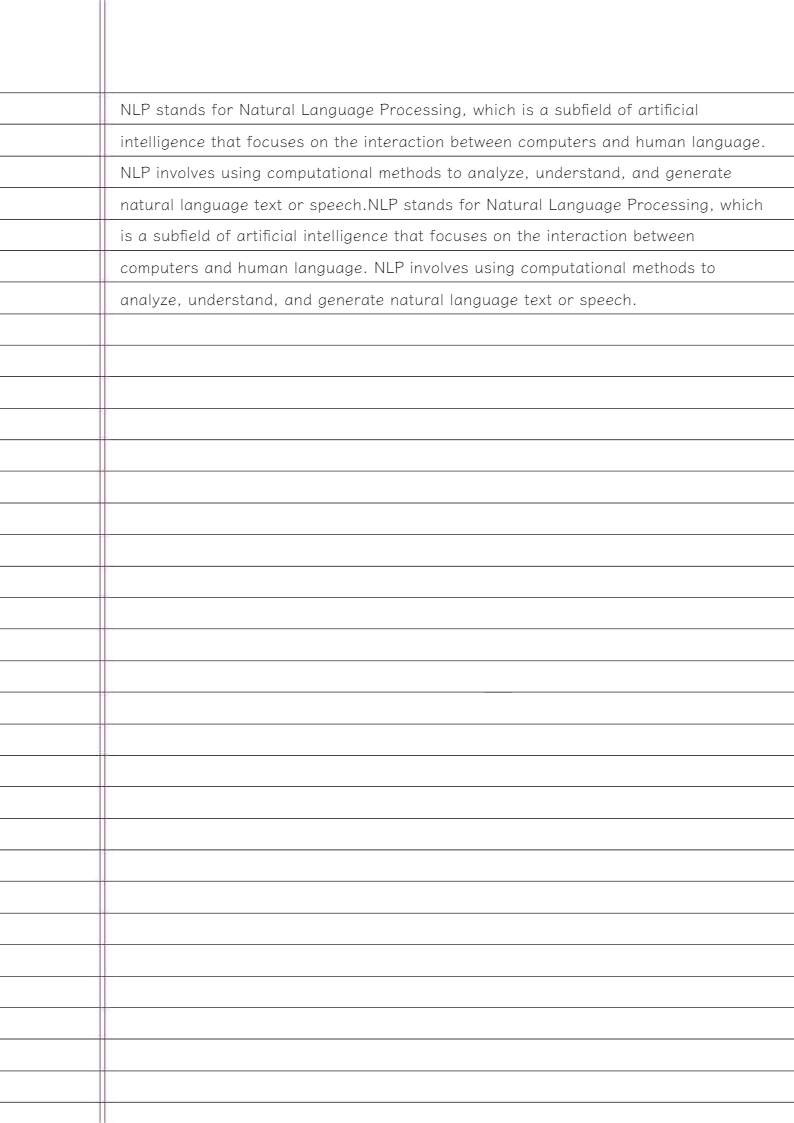 NLP stands for Natural Language Processing, which is a subfield of artificial
intelligence that focuses on the interaction between computers and human language.
NLP involves using computational methods to analyze, understand, and generate
natural language text or speech.NLP stands for Natural Language Processing, which
is a subfield of artificial intelligence that focuses on the interaction between
computers and human language. NLP involves using computational methods to
analyze, understand, and generate natural language text or speech.